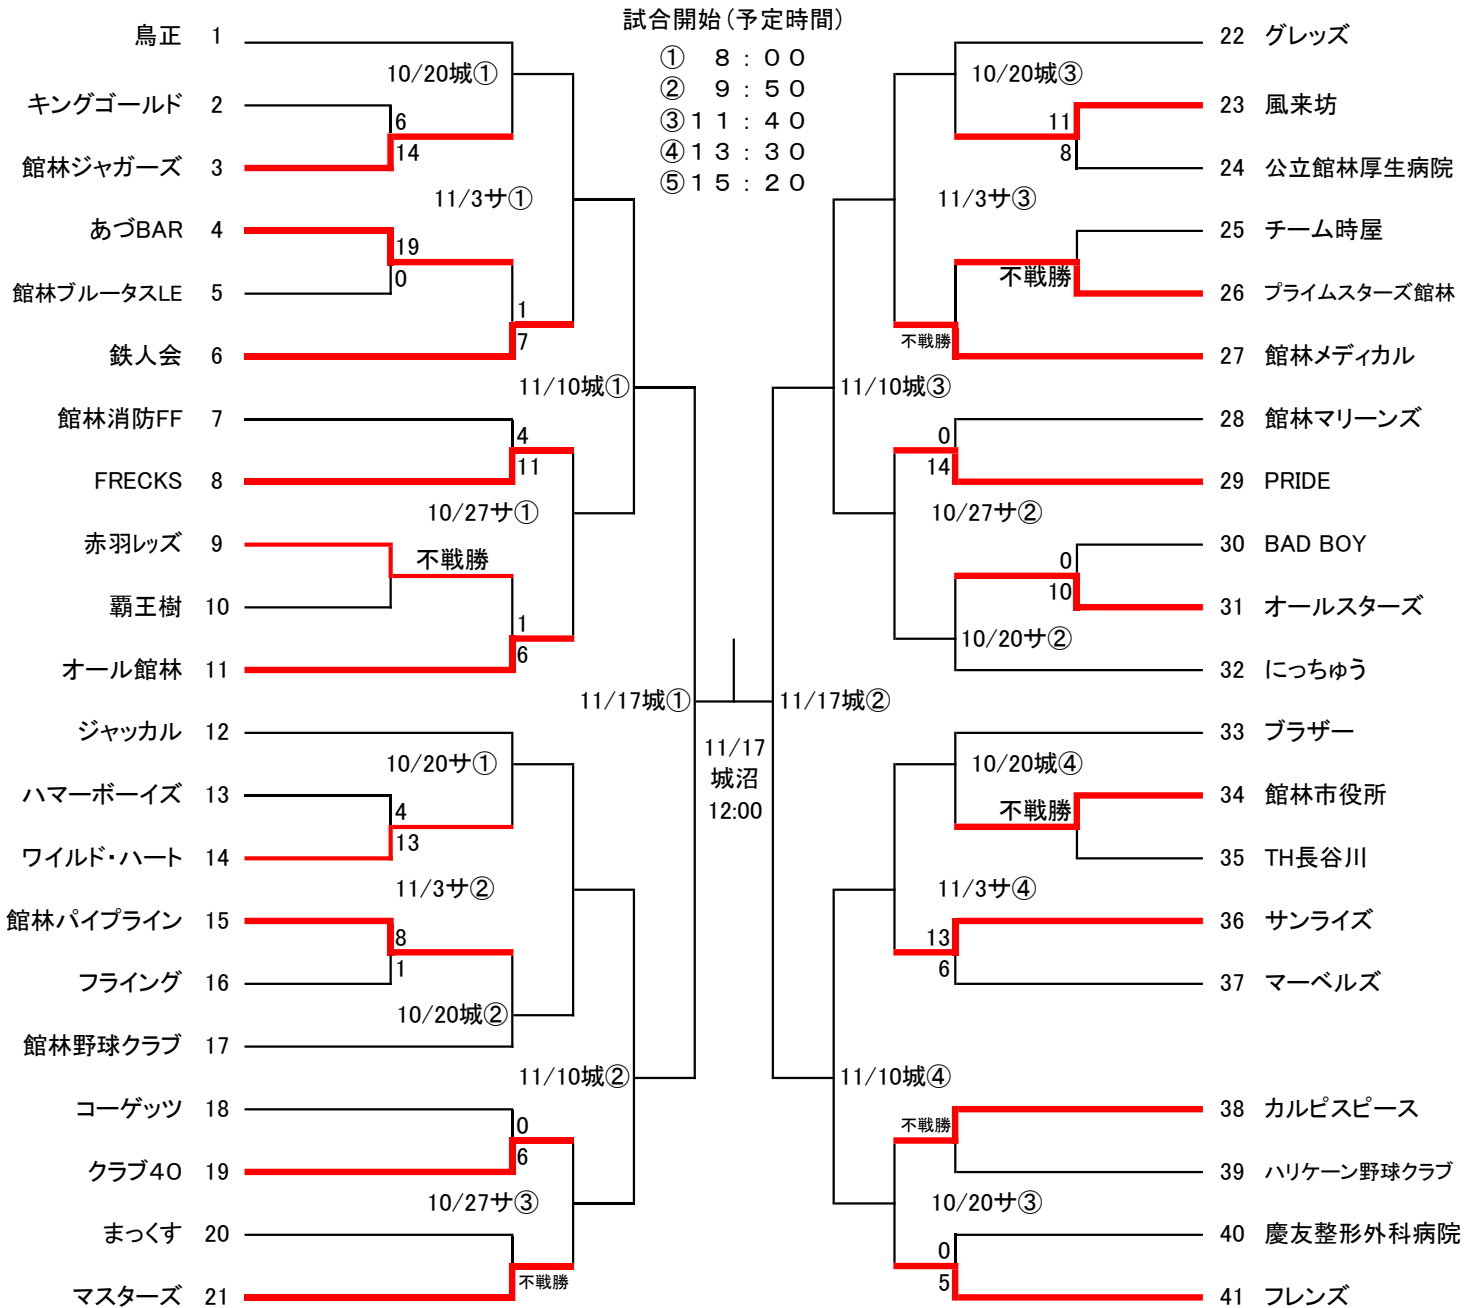 試合開始(予定時間)
① 8:00
② 9:50
③11:40
④13:30
⑤15:20
鳥正 1
10/20城①
キングゴールド 2
6
14
館林ジャガーズ 3
11/3サ①
あづBAR 4
19
0
館林ブルータスLE 5
1
7
鉄人会 6
11/10城①
館林消防FF 7
4
11
FRECKS 8
10/27サ①
赤羽レッズ 9
不戦勝
覇王樹 10
1
6
オール館林 11
11/17城①
ジャッカル 12
10/20サ①
ハマーボーイズ 13
4
13
ワイルド・ハート 14
11/3サ②
館林パイプライン 15
8
1
フライング 16
10/20城②
館林野球クラブ 17
11/10城②
コーゲッツ 18
0
6
クラブ40 19
10/27サ③
まっくす 20
不戦勝
マスターズ 21
11/17
城沼
12:00
22 グレッズ
10/20城③
23 風来坊
11
8
24 公立館林厚生病院
11/3サ③
25 チーム時屋
不戦勝
26 プライムスターズ館林
不戦勝
27 館林メディカル
11/10城③
28 館林マリーンズ
0
14
29 PRIDE
10/27サ②
30 BAD BOY
0
10
31 オールスターズ
10/20サ②
32 にっちゅう
11/17城②
33 ブラザー
10/20城④
34 館林市役所
不戦勝
35 TH長谷川
11/3サ④
36 サンライズ
13
6
37 マーベルズ
11/10城④
38 カルピスピース
不戦勝
39 ハリケーン野球クラブ
10/20サ③
40 慶友整形外科病院
0
5
41 フレンズ